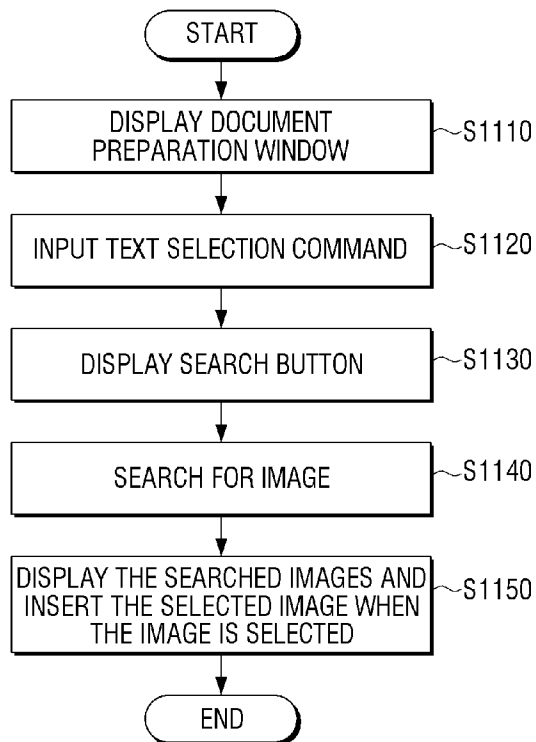 START
DISPLAY DOCUMENT
PREPARATION WINDOW
S1110
INPUT TEXT SELECTION COMMAND
S1120
DISPLAY SEARCH BUTTON
S1130
SEARCH FOR IMAGE
S1140
DISPLAY THE SEARCHED IMAGES AND
INSERT THE SELECTED IMAGE WHEN
THE IMAGE IS SELECTED
S1150
END